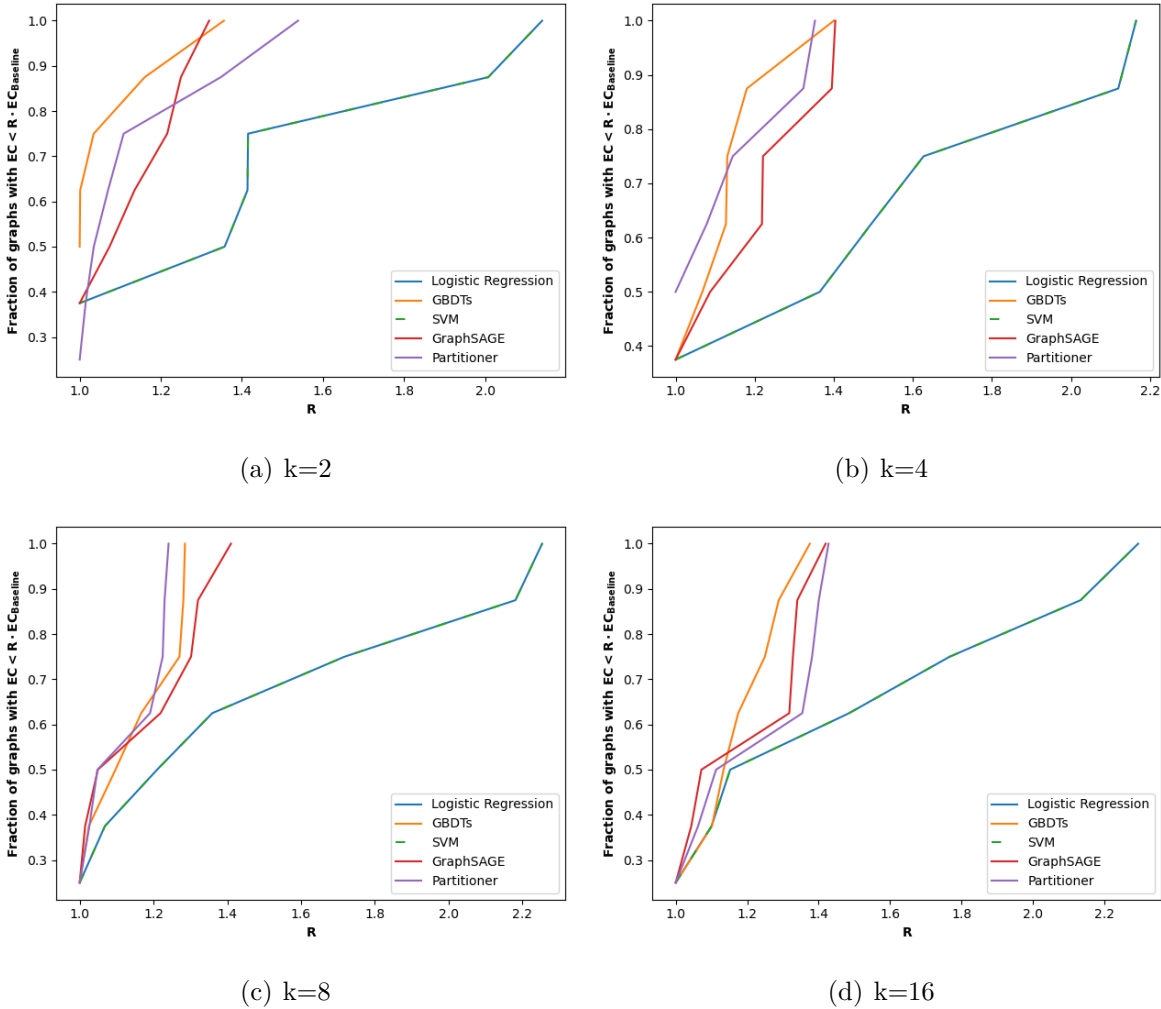 Fraction of graphs with EC < R · EC_Baseline
1.0
0.9
0.8
0.7
0.6
0.5
0.4
0.3
1.0 1.2 1.4 1.6 1.8 2.0
R
Logistic Regression
GBDTs
SVM
GraphSAGE
Partitioner
(a) k=2
Fraction of graphs with EC < R · EC_Baseline
1.0
0.9
0.8
0.7
0.6
0.5
0.4
1.0 1.2 1.4 1.6 1.8 2.0 2.2
R
Logistic Regression
GBDTs
SVM
GraphSAGE
Partitioner
(b) k=4
Fraction of graphs with EC < R · EC_Baseline
1.0
0.9
0.8
0.7
0.6
0.5
0.4
0.3
1.0 1.2 1.4 1.6 1.8 2.0 2.2
R
Logistic Regression
GBDTs
SVM
GraphSAGE
Partitioner
(c) k=8
Fraction of graphs with EC < R · EC_Baseline
1.0
0.9
0.8
0.7
0.6
0.5
0.4
0.3
1.0 1.2 1.4 1.6 1.8 2.0 2.2
R
Logistic Regression
GBDTs
SVM
GraphSAGE
Partitioner
(d) k=16